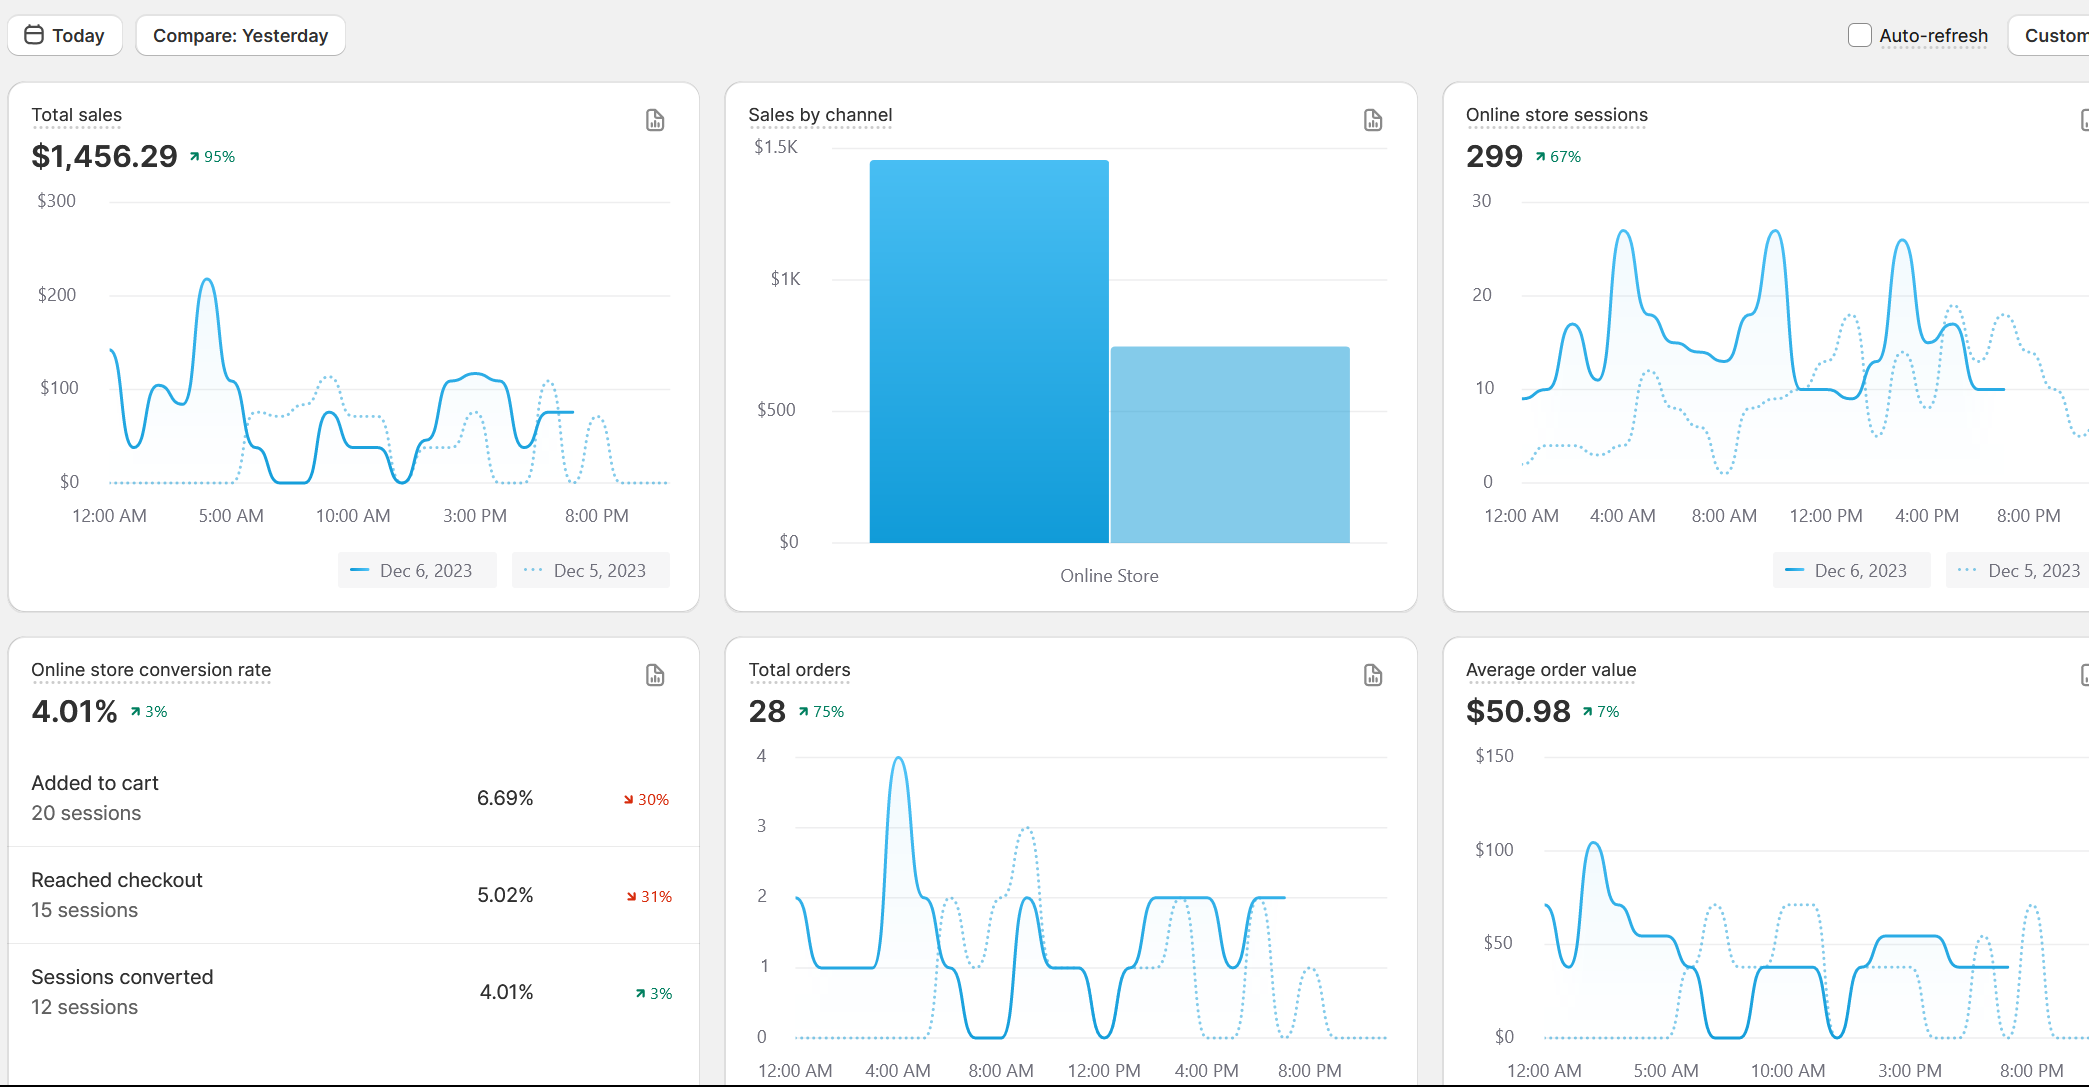 Today
Compare: Yesterday
Auto-refresh
Custom
Total sales
$1,456.29 95%
$300
$200
$100
$0
12:00 AM 5:00 AM 10:00 AM 3:00 PM 8:00 PM
Dec 6, 2023 Dec 5, 2023
Sales by channel
$1.5K
$1K
$500
$0
Online Store
Online store sessions
299 67%
30
20
10
0
12:00 AM 4:00 AM 8:00 AM 12:00 PM 4:00 PM 8:00 PM
Dec 6, 2023 Dec 5, 2023
Online store conversion rate
4.01% 3%
Added to cart
20 sessions
6.69% 30%
Reached checkout
15 sessions
5.02% 31%
Sessions converted
12 sessions
4.01% 3%
Total orders
28 75%
4
3
2
1
0
12:00 AM 4:00 AM 8:00 AM 12:00 PM 4:00 PM 8:00 PM
Average order value
$50.98 7%
$150
$100
$50
$0
12:00 AM 5:00 AM 10:00 AM 3:00 PM 8:00 PM